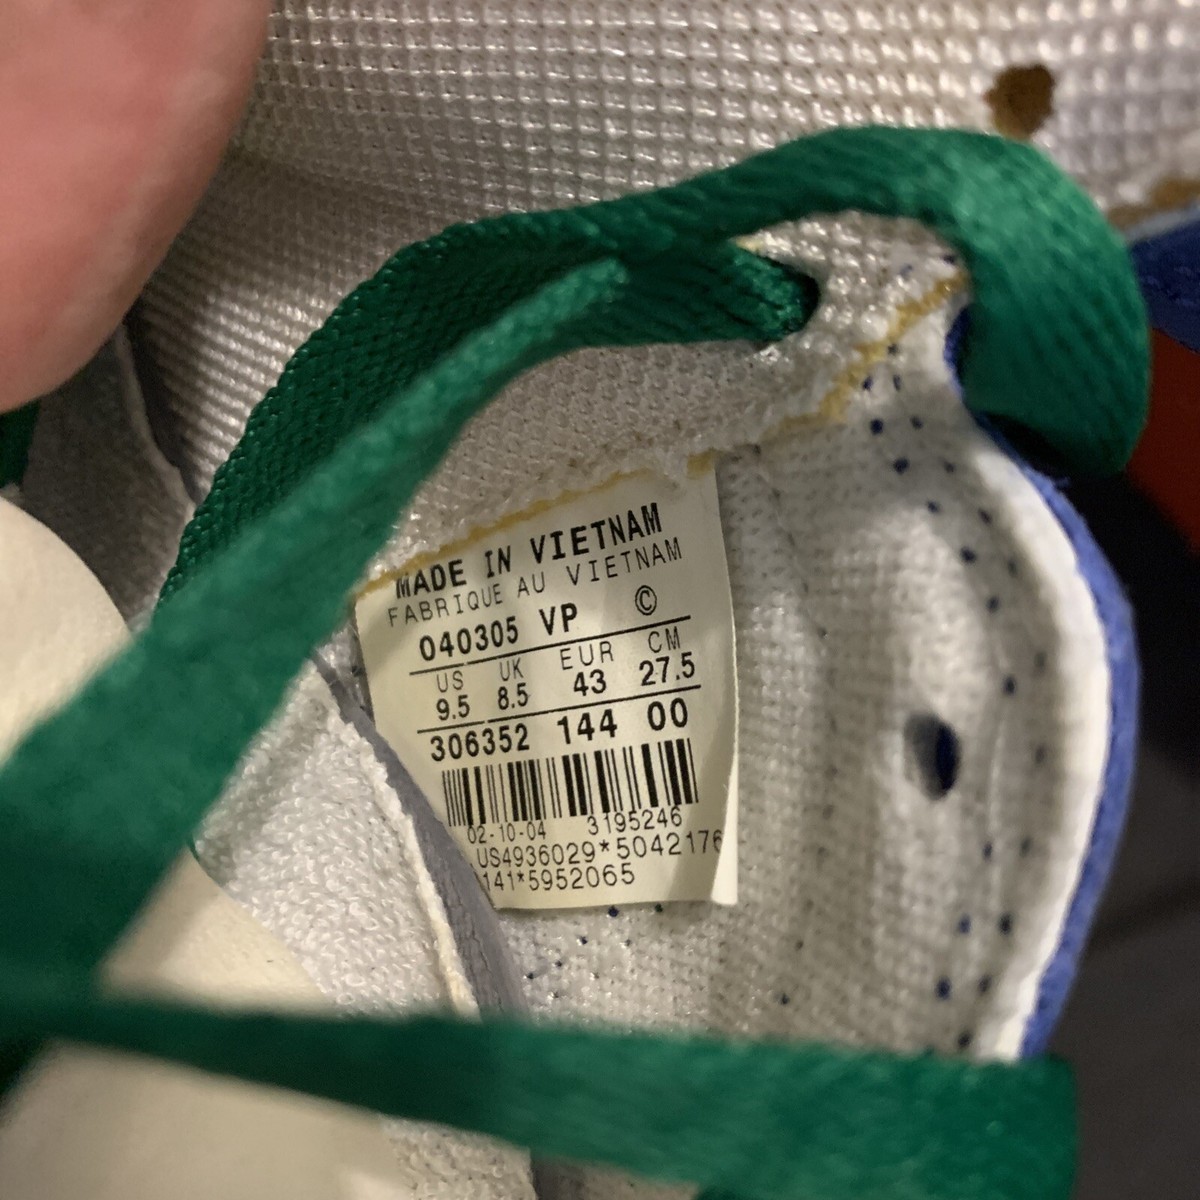 MADE IN VIETNAM
FABRIQUE AU VIETNAM
040305 VP ©
US UK EUR CM
9.5 8.5 43 27.5
306352 144 00
02-10-04 3195246
US4936029*5042176
141*5952065